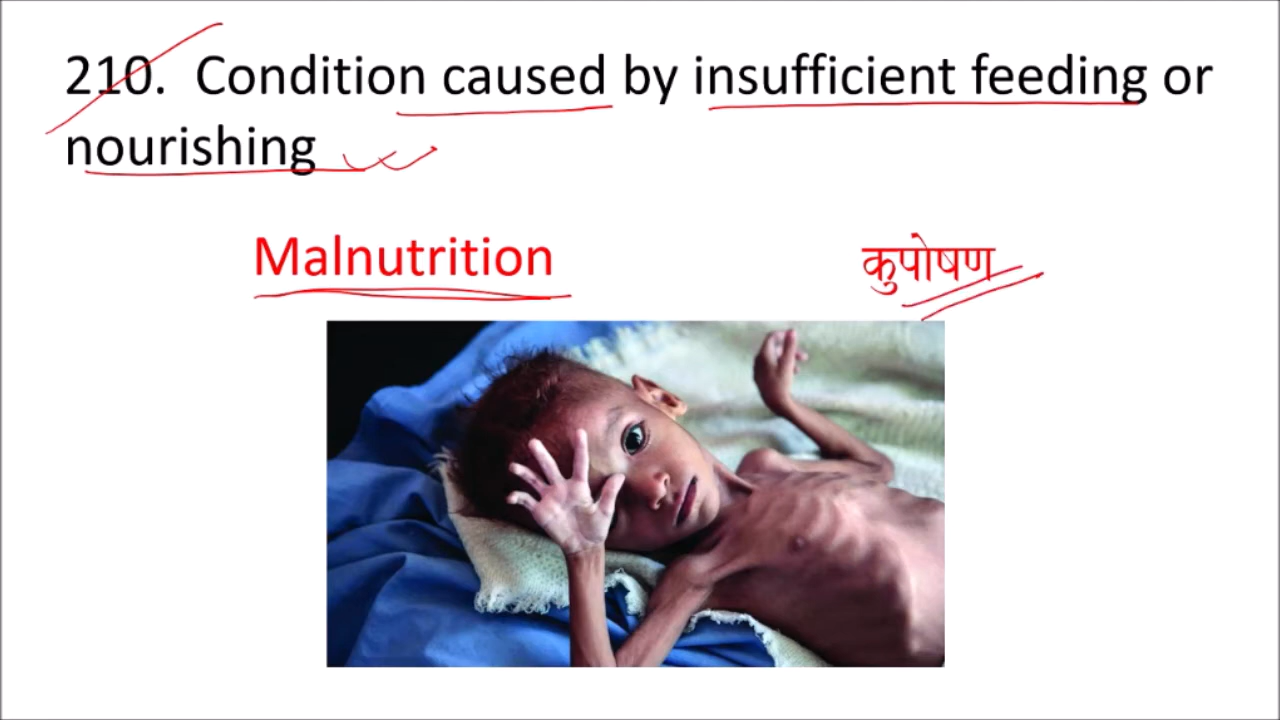 210. Condition caused by insufficient feeding or
nourishing
Malnutrition
कुपोषण